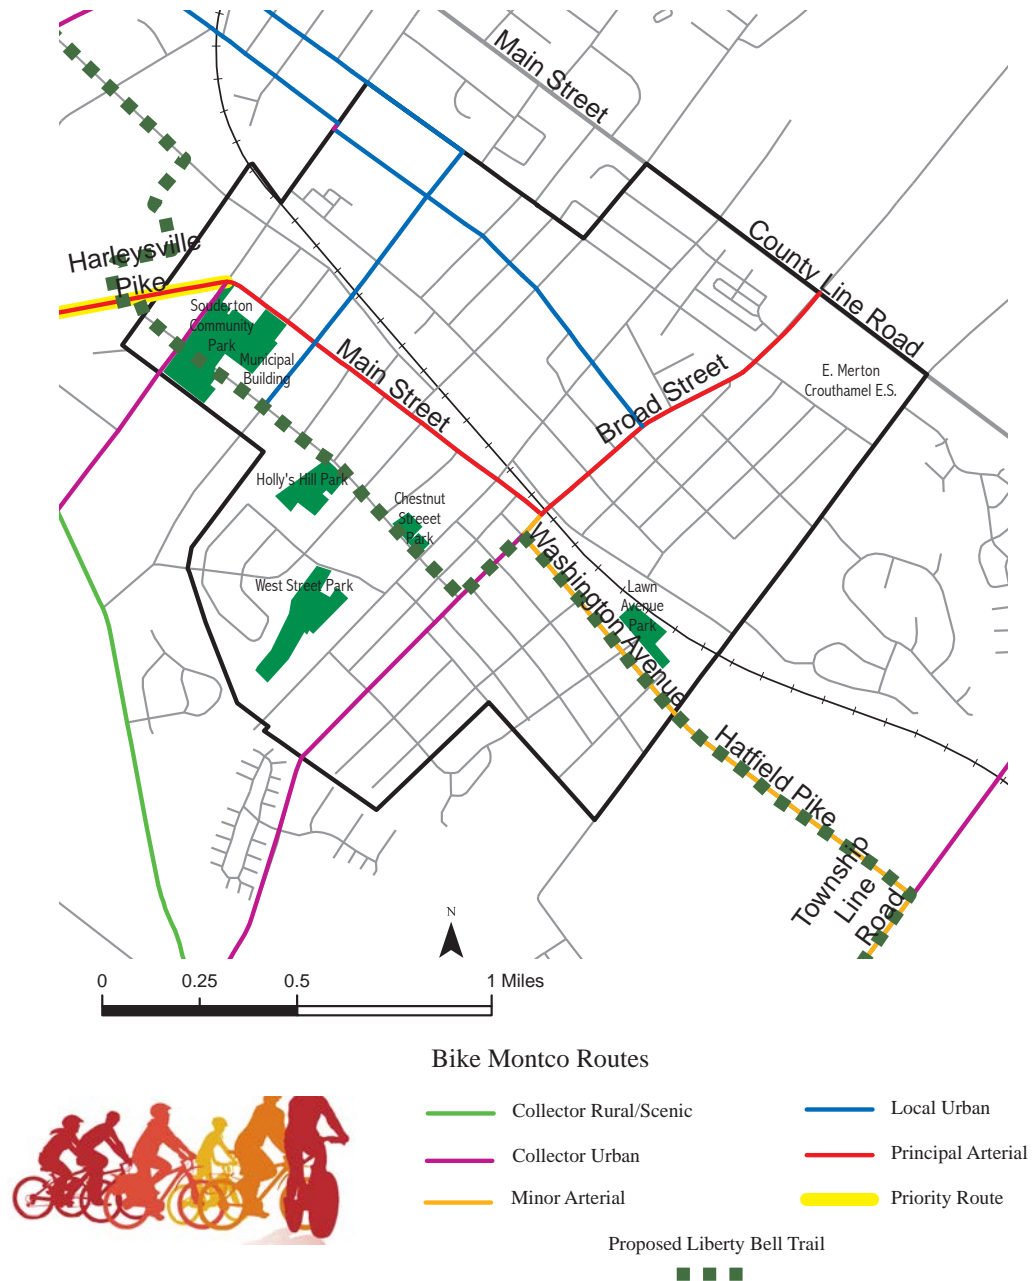 Main Street
County Line Road
Harleysville
Pike
Souderton
Community
Park
Municipal
Building
Main Street
Broad Street
E. Merton
Crouthamel E.S.
Holly's Hill Park
Chestnut
Streeet
Park
West Street Park
Washington Avenue
Lawn
Avenue
Park
Hatfield Pike
Township
Line
Road
N
0 0.25 0.5 1 Miles
Bike Montco Routes
Collector Rural/Scenic
Local Urban
Collector Urban
Principal Arterial
Minor Arterial
Priority Route
Proposed Liberty Bell Trail